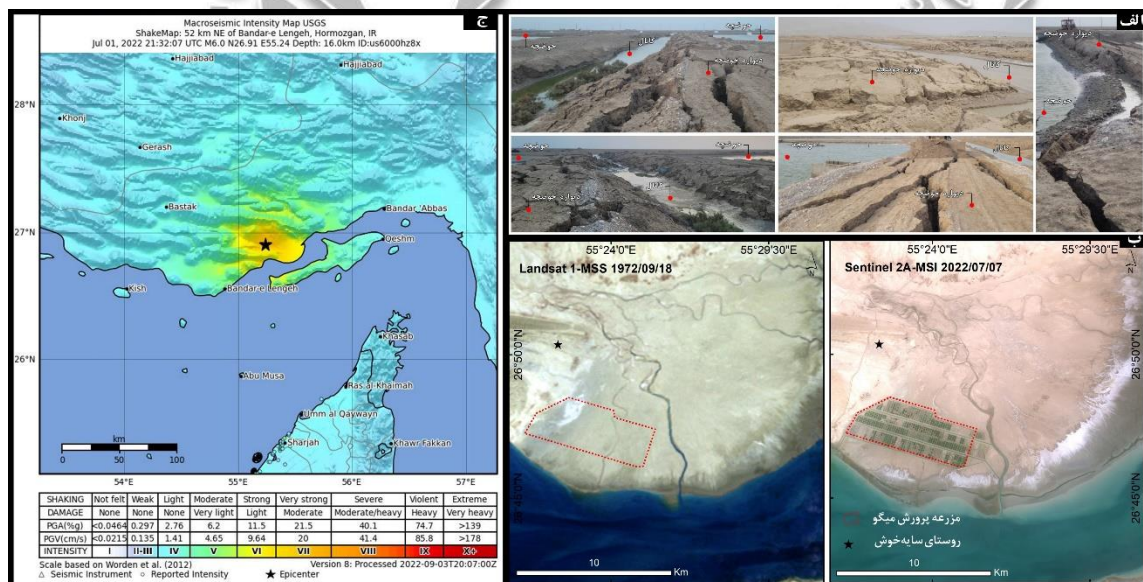 ج
Macroseismic Intensity Map USGS
ShakeMap: 52 km NE of Bandar-e Lengeh, Hormozgan, IR
Jul 01, 2022 21:32:07 UTC M6.0 N26.91 E55.24 Depth: 16.0km ID:us6000hz8x
Hajjiabad
Hajjiabad
28°N
Khonj
Gerash
Bastak
Bandar 'Abbas
27°N
Qeshm
Kish
Bandar-e Lengeh
Khasab
26°N
Abu Musa
Ras al-Khaimah
Umm al Qaywayn
Sharjah
Khawr Fakkan
km
0 50 100
54°E 55°E 56°E 57°E
SHAKING Not felt Weak Light Moderate Strong Very strong Severe Violent Extreme
DAMAGE None None None Very light Light Moderate Moderate/heavy Heavy Very heavy
PGA(%g) <0.0464 0.297 2.76 6.2 11.5 21.5 40.1 74.7 >139
PGV(cm/s) <0.0215 0.135 1.41 4.65 9.64 20 41.4 85.8 >178
INTENSITY I II-III IV V VI VII VIII IX X+
Scale based on Worden et al. (2012) Version 8: Processed 2022-09-03T20:07:00Z
△ Seismic Instrument ○ Reported Intensity ★ Epicenter
الف
حوضچه
کانال
حوضچه
دیواره حوضچه
کانال
دیواره حوضچه
دیواره حوضچه
حوضچه
حوضچه
حوضچه
دیواره حوضچه
کانال
حوضچه
کانال
دیواره حوضچه
ب
55°24'0"E 55°29'30"E
Landsat 1-MSS 1972/09/18
N
26°50'0"N
26°45'0"N
0 10
Km
55°24'0"E 55°29'30"E
Sentinel 2A-MSI 2022/07/07
N
26°50'0"N
26°45'0"N
مزرعه پرورش میگو
روستای سایه‌خوش
0 10
Km